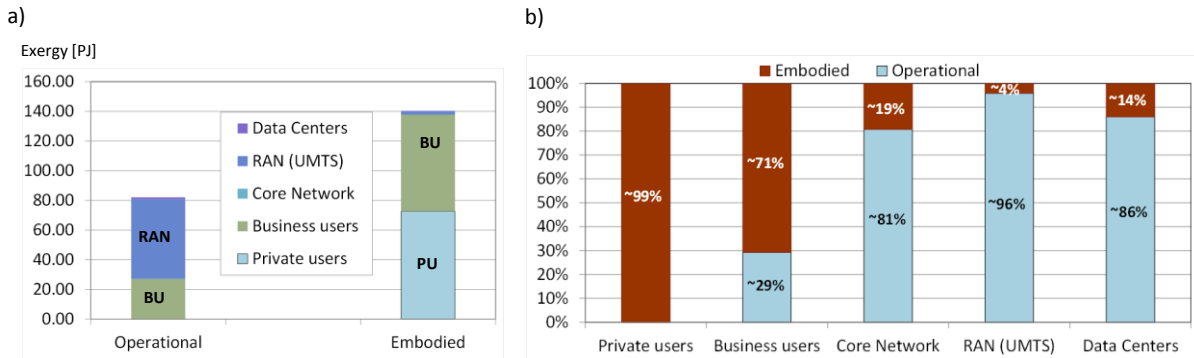 a)
Exergy [PJ]
160.00
140.00
120.00
100.00
80.00
60.00
40.00
20.00
0.00
Data Centers
RAN (UMTS)
Core Network
Business users
Private users
RAN
BU
BU
PU
Operational
Embodied
b)
Embodied
Operational
100%
90%
80%
70%
60%
50%
40%
30%
20%
10%
0%
~99%
~71%
~29%
~19%
~81%
~4%
~96%
~14%
~86%
Private users
Business users
Core Network
RAN (UMTS)
Data Centers